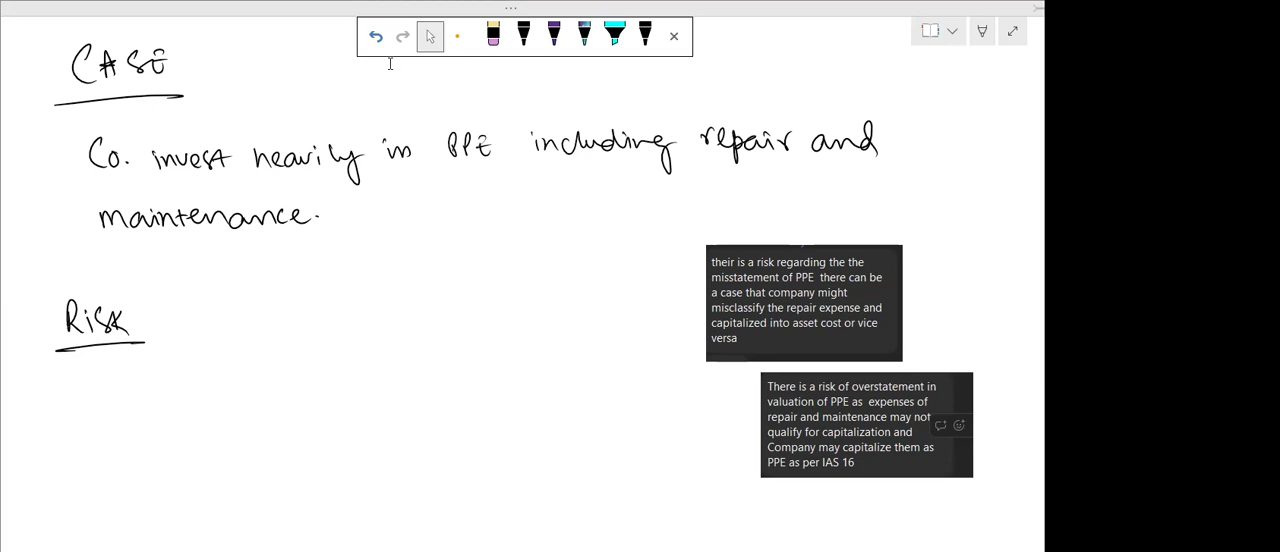 CASE
Co. invest heavily in PPE including repair and
maintenance.
their is a risk regarding the the
misstatement of PPE there can be
a case that company might
misclassify the repair expense and
capitalized into asset cost or vice
versa
RiSK
There is a risk of overstatement in
valuation of PPE as expenses of
repair and maintenance may not
qualify for capitalization and
Company may capitalize them as
PPE as per IAS 16